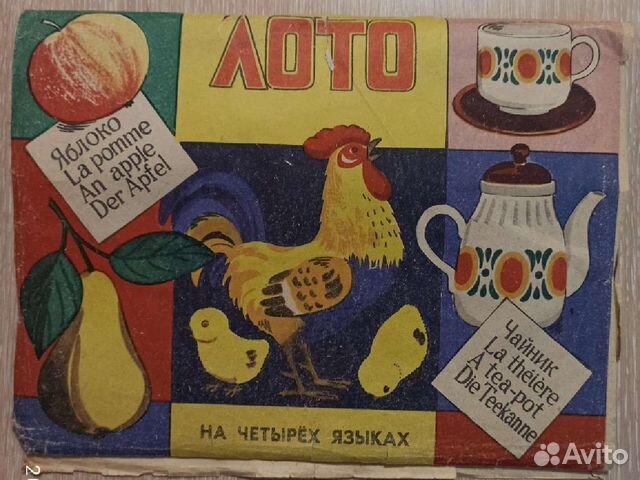 ЛОТО
Яблоко
La pomme
An apple
Der Apfel
Чайник
La théière
A tea-pot
Die Teekanne
НА ЧЕТЫРЁХ ЯЗЫКАХ
Avito